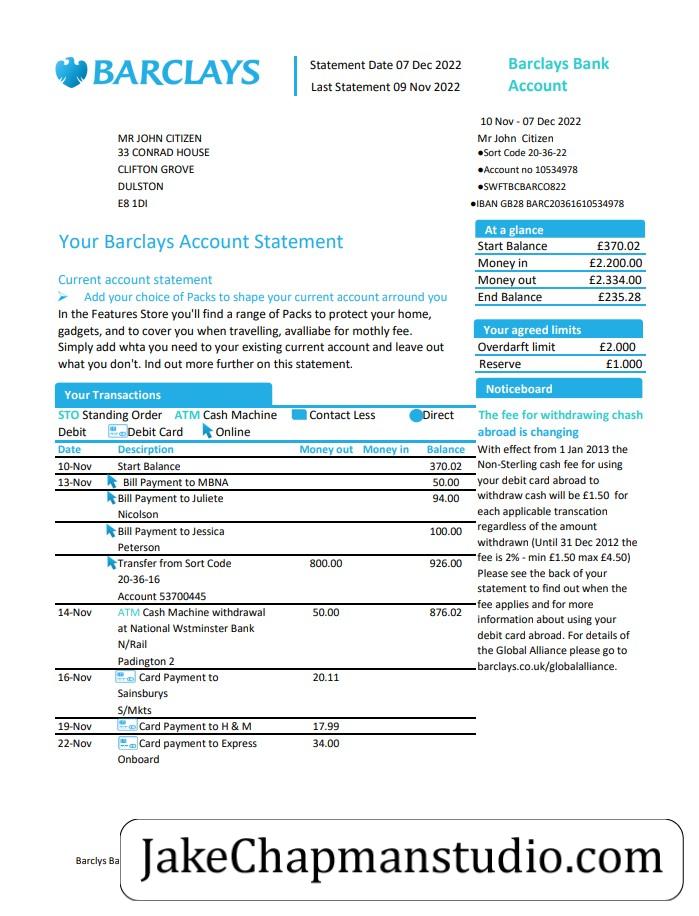 BARCLAYS
Statement Date 07 Dec 2022
Last Statement 09 Nov 2022
Barclays Bank
Account
10 Nov - 07 Dec 2022
Mr John Citizen
●Sort Code 20-36-22
●Account no 10534978
●SWFTBCBARCO822
●IBAN GB28 BARC20361610534978
MR JOHN CITIZEN
33 CONRAD HOUSE
CLIFTON GROVE
DULSTON
E8 1DI
Your Barclays Account Statement
Current account statement
➢ Add your choice of Packs to shape your current account arround you
In the Features Store you'll find a range of Packs to protect your home,
gadgets, and to cover you when travelling, avalliabe for mothly fee.
Simply add whta you need to your existing current account and leave out
what you don't. Ind out more further on this statement.
At a glance
Start Balance £370.02
Money in £2.200.00
Money out £2.334.00
End Balance £235.28
Your agreed limits
Overdarft limit £2.000
Reserve £1.000
Noticeboard
The fee for withdrawing chash
abroad is changing
With effect from 1 Jan 2013 the
Non-Sterling cash fee for using
your debit card abroad to
withdraw cash will be £1.50 for
each applicable transcation
regardless of the amount
withdrawn (Until 31 Dec 2012 the
fee is 2% - min £1.50 max £4.50)
Please see the back of your
statement to find out when the
fee applies and for more
information about using your
debit card abroad. For details of
the Global Alliance please go to
barclays.co.uk/globalalliance.
Your Transactions
STO Standing Order ATM Cash Machine Contact Less Direct
Debit Debit Card Online
Date Descirption Money out Money in Balance
10-Nov Start Balance 370.02
13-Nov Bill Payment to MBNA 50.00
Bill Payment to Juliete 94.00
Nicolson
Bill Payment to Jessica 100.00
Peterson
Transfer from Sort Code 800.00 926.00
20-36-16
Account 53700445
14-Nov ATM Cash Machine withdrawal 50.00 876.02
at National Wstminster Bank
N/Rail
Padington 2
16-Nov Card Payment to 20.11
Sainsburys
S/Mkts
19-Nov Card Payment to H & M 17.99
22-Nov Card payment to Express 34.00
Onboard
Barclys Ba
JakeChapmanstudio.com